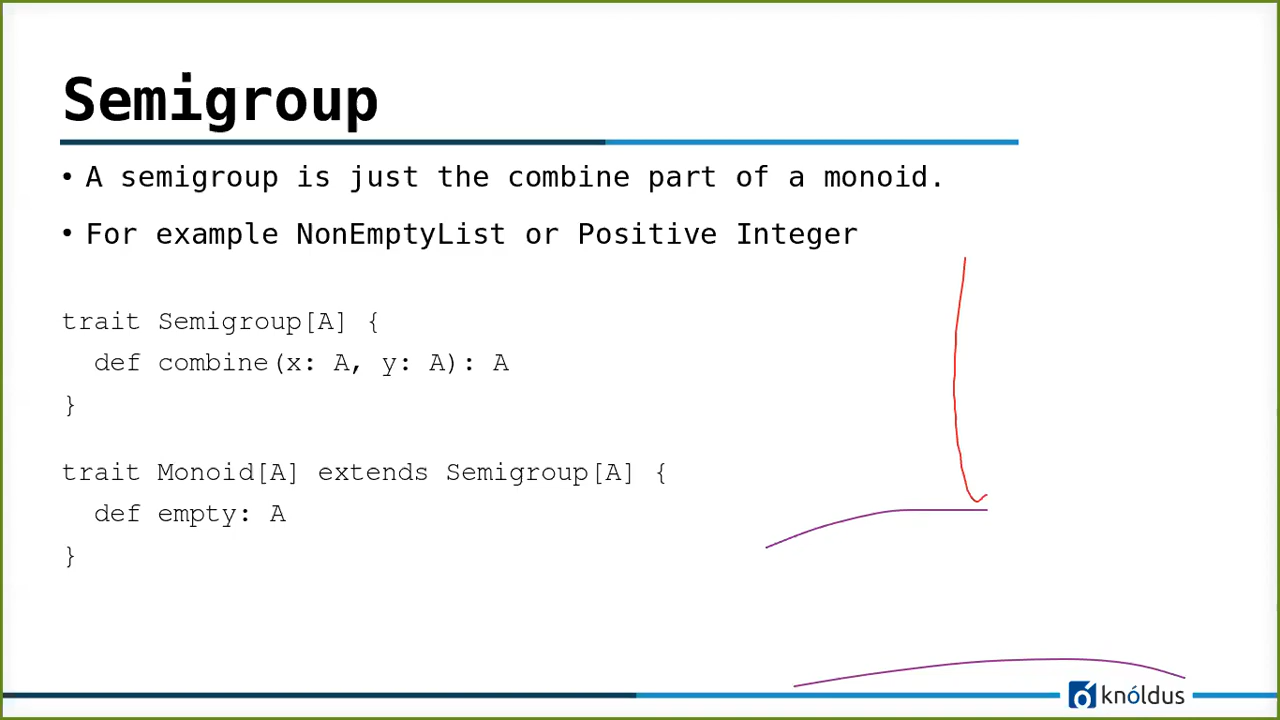 Semigroup
• A semigroup is just the combine part of a monoid.
• For example NonEmptyList or Positive Integer
trait Semigroup[A] {
  def combine(x: A, y: A): A
}
trait Monoid[A] extends Semigroup[A] {
  def empty: A
}
knóldus